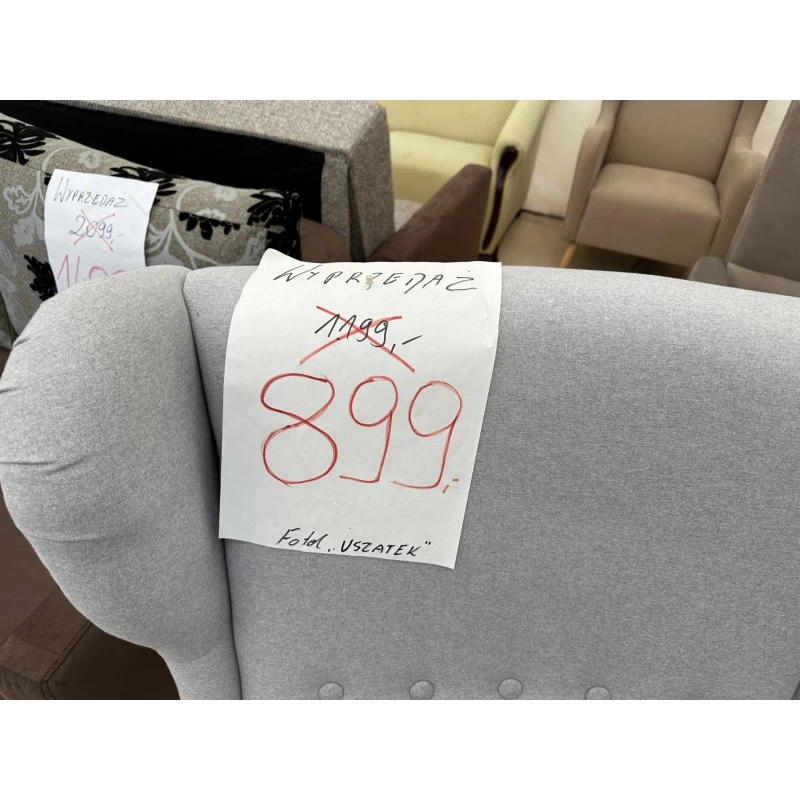 WYPRZEDAŻ
2099,-
WYPRZEDAŻ
1199,-
899,-
Fotel „USZATEK"